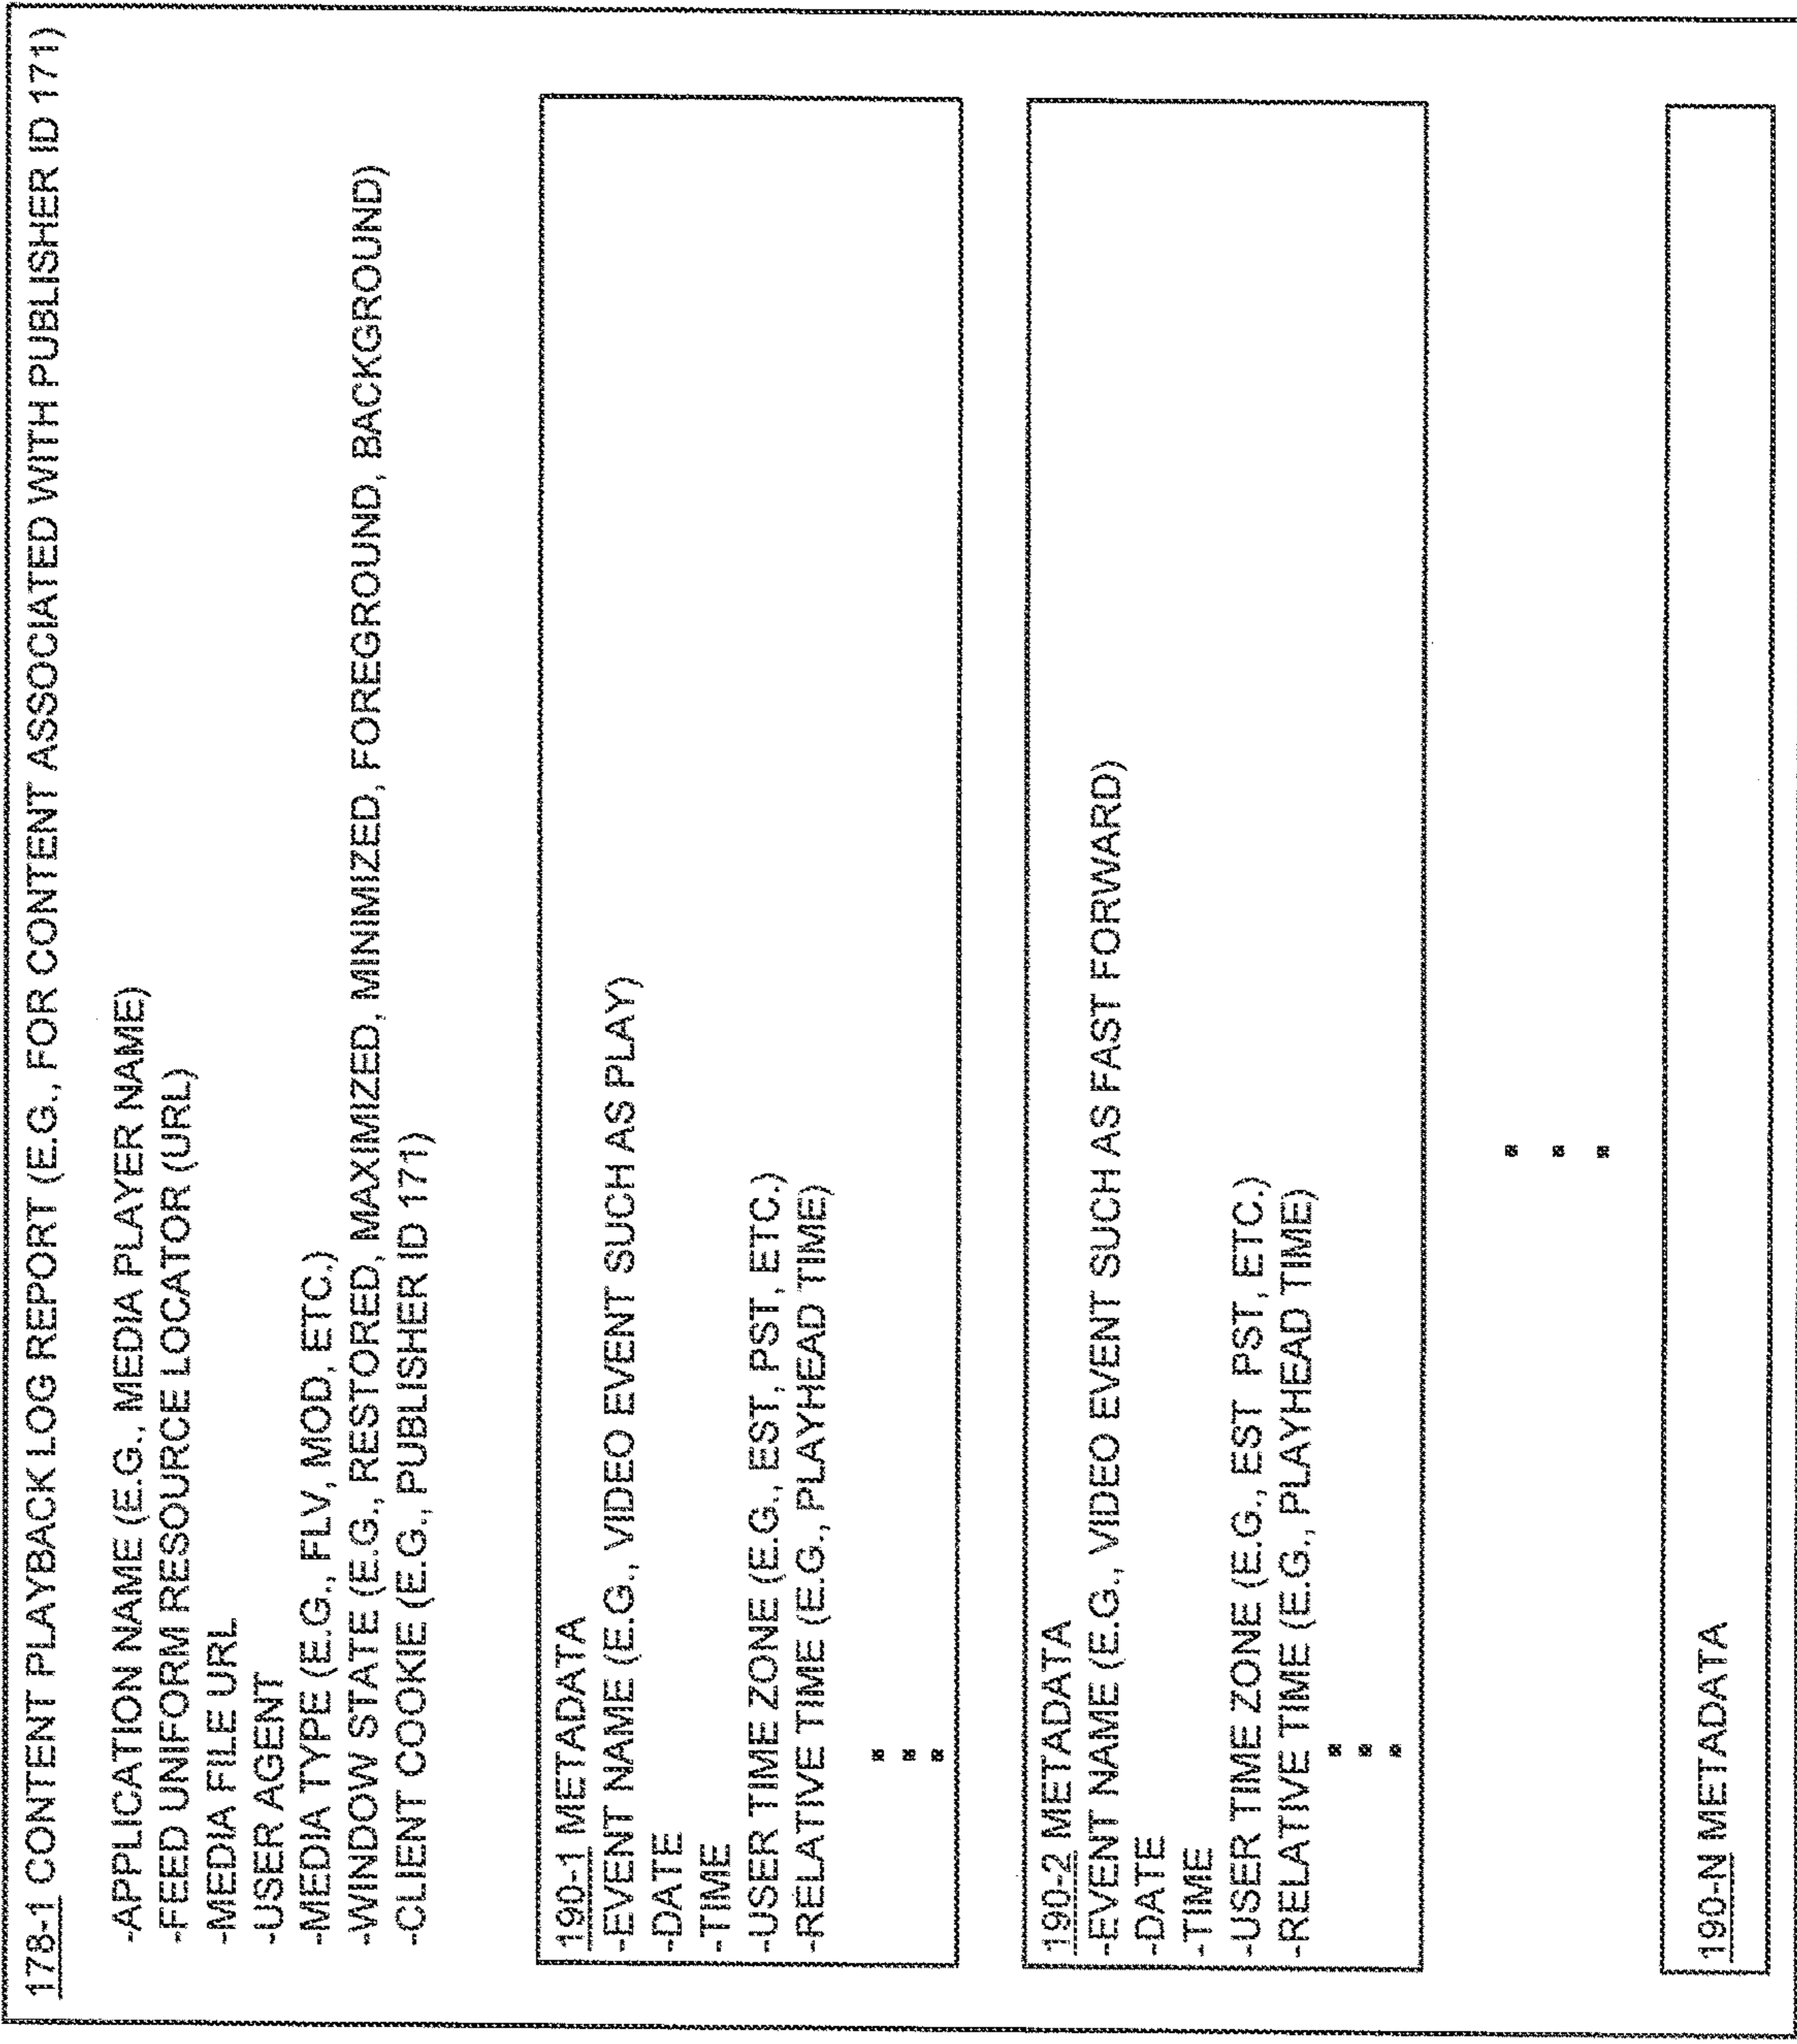 178-1 CONTENT PLAYBACK LOG REPORT (E.G., FOR CONTENT ASSOCIATED WITH PUBLISHER ID 171)
-APPLICATION NAME (E.G., MEDIA PLAYER NAME)
-FEED UNIFORM RESOURCE LOCATOR (URL)
-MEDIA FILE URL
-USER AGENT
-MEDIA TYPE (E.G., FLV, MOD, ETC.)
-WINDOW STATE (E.G., RESTORED, MAXIMIZED, MINIMIZED, FOREGROUND, BACKGROUND)
-CLIENT COOKIE (E.G., PUBLISHER ID 171)
190-1 METADATA
-EVENT NAME (E.G., VIDEO EVENT SUCH AS PLAY)
-DATE
-TIME
-USER TIME ZONE (E.G., EST, PST, ETC.)
-RELATIVE TIME (E.G., PLAYHEAD TIME)
190-2 METADATA
-EVENT NAME (E.G., VIDEO EVENT SUCH AS FAST FORWARD)
-DATE
-TIME
-USER TIME ZONE (E.G., EST PST, ETC.)
-RELATIVE TIME (E.G., PLAYHEAD TIME)
190-N METADATA